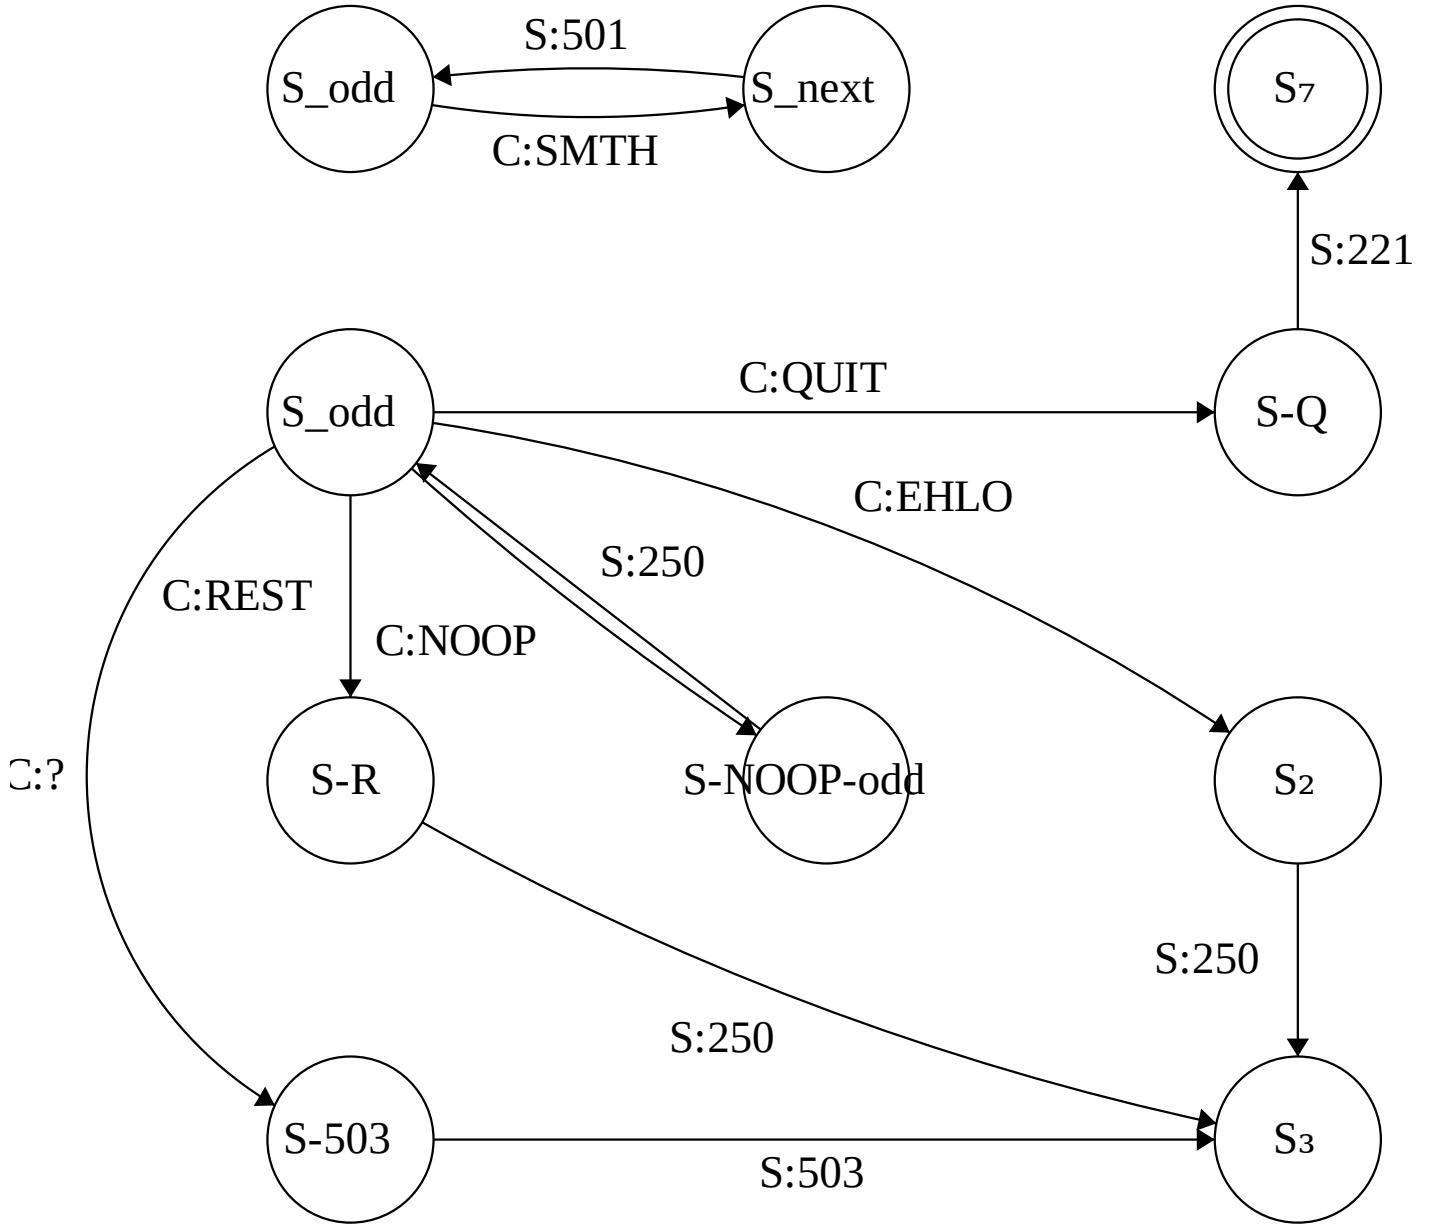 S:501
S_odd
S_next
S₇
C:SMTH
S:221
C:QUIT
S_odd
S-Q
C:EHLO
S:250
C:REST
C:NOOP
C:?
S-R
S-NOOP-odd
S₂
S:250
S:250
S-503
S₃
S:503